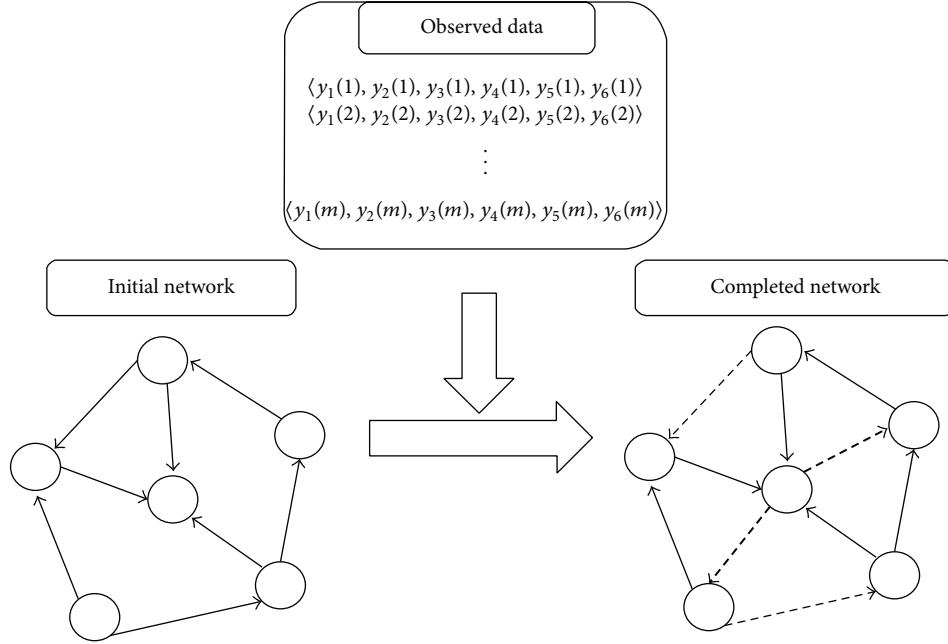 Observed data
⟨y₁(1), y₂(1), y₃(1), y₄(1), y₅(1), y₆(1)⟩
⟨y₁(2), y₂(2), y₃(2), y₄(2), y₅(2), y₆(2)⟩
⋮
⟨y₁(m), y₂(m), y₃(m), y₄(m), y₅(m), y₆(m)⟩
Initial network
Completed network